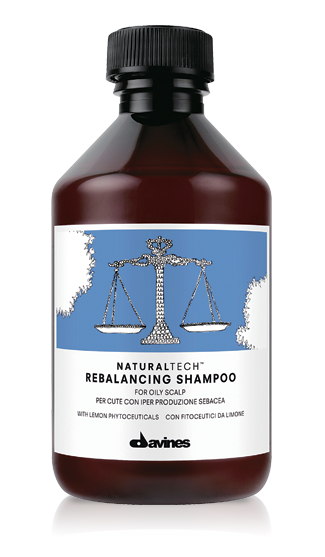 NATURALTECH™
REBALANCING SHAMPOO
FOR OILY SCALP
PER CUTE CON IPER PRODUZIONE SEBACEA
WITH LEMON PHYTOCEUTICALS CON FITOCEUTICI DA LIMONE
davines